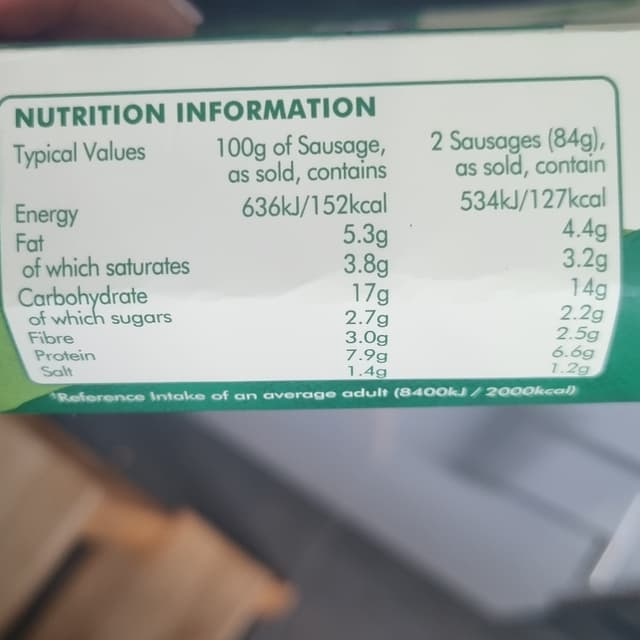 NUTRITION INFORMATION
Typical Values 100g of Sausage, as sold, contains 2 Sausages (84g), as sold, contain
Energy 636kJ/152kcal 534kJ/127kcal
Fat 5.3g 4.4g
of which saturates 3.8g 3.2g
Carbohydrate 17g 14g
of which sugars 2.7g 2.2g
Fibre 3.0g 2.5g
Protein 7.9g 6.6g
Salt 1.4g 1.2g
*Reference Intake of an average adult (8400kJ / 2000kcal)